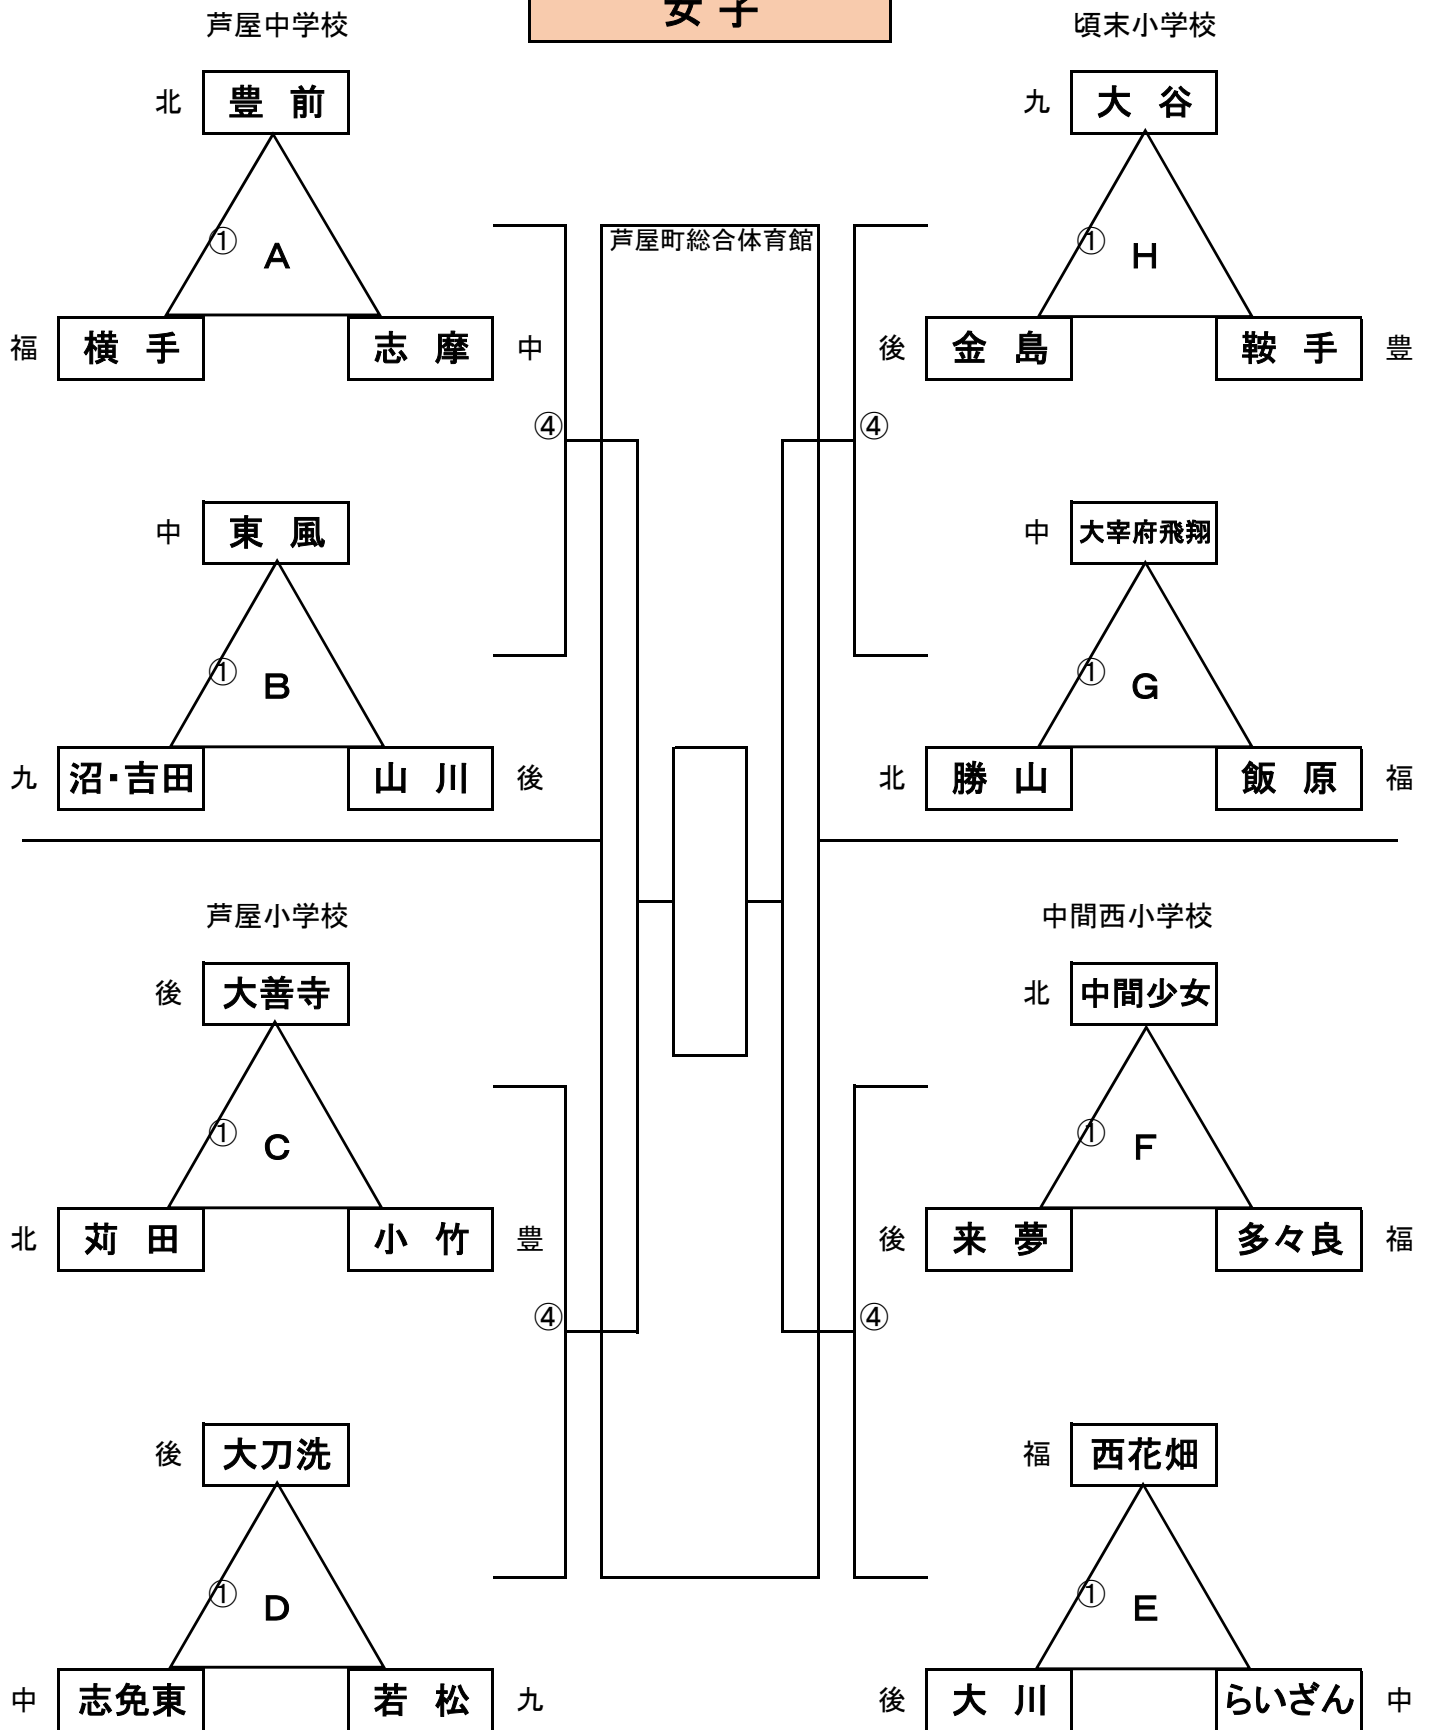 女子
芦屋中学校
頃末小学校
北 豊前
九 大谷
① A
① H
芦屋町総合体育館
福 横手
志摩 中
後 金島
鞍手 豊
④
④
中 東風
中 大宰府飛翔
① B
① G
九 沼・吉田
山川 後
北 勝山
飯原 福
芦屋小学校
中間西小学校
後 大善寺
北 中間少女
① C
① F
北 苅田
小竹 豊
後 来夢
多々良 福
④
④
後 大刀洗
福 西花畑
① D
① E
中 志免東
若松 九
後 大川
らいざん 中